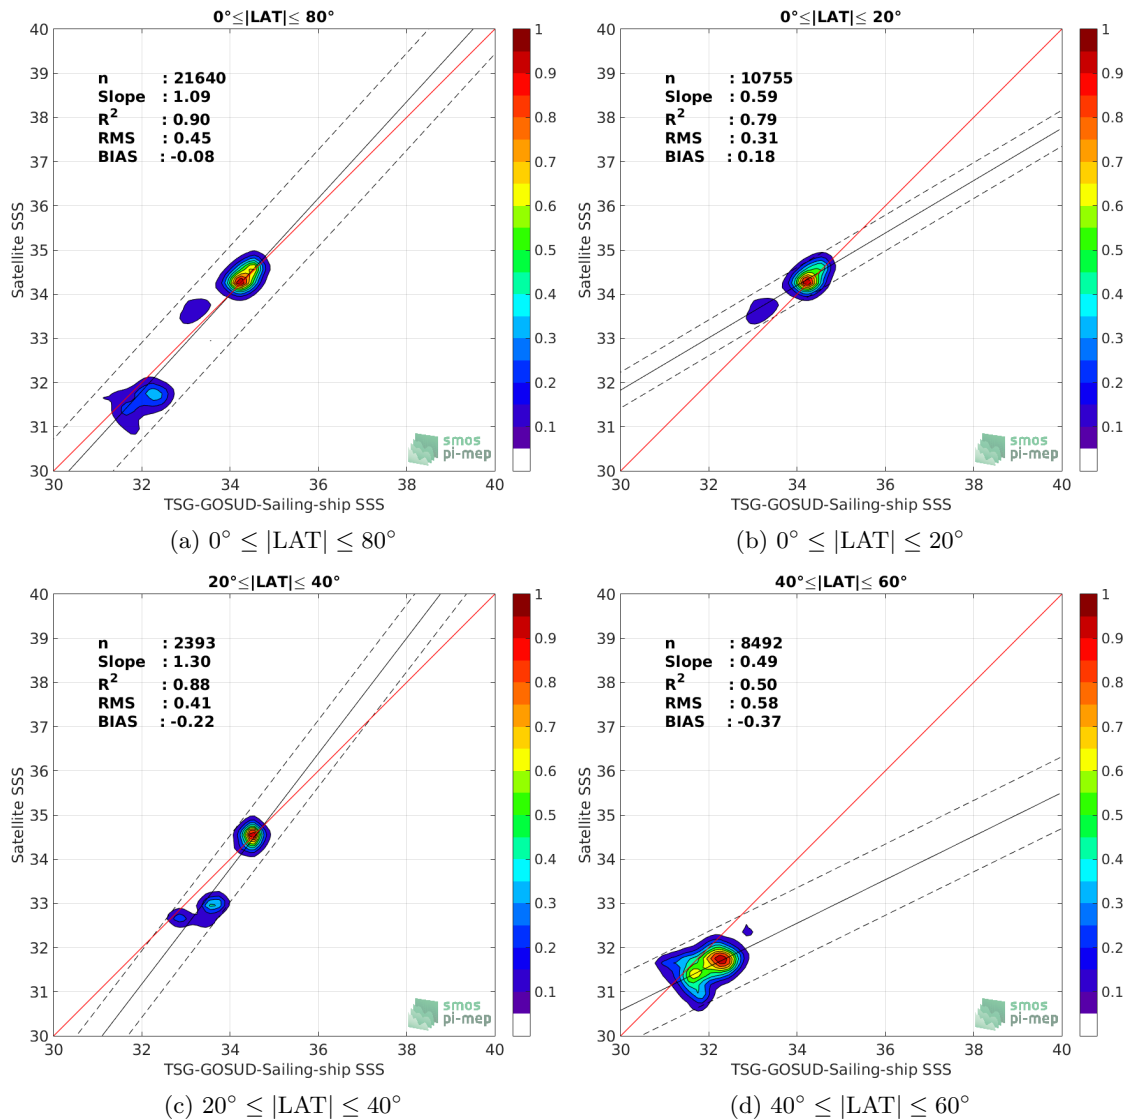 0°≤|LAT|≤ 80°
40
39
38
37
36
35
34
33
32
31
30
Satellite SSS
n : 21640
Slope : 1.09
R2 : 0.90
RMS : 0.45
BIAS : -0.08
smos
pi-mep
30 32 34 36 38 40
TSG-GOSUD-Sailing-ship SSS
1
0.9
0.8
0.7
0.6
0.5
0.4
0.3
0.2
0.1
(a) 0° ≤ |LAT| ≤ 80°
0°≤|LAT|≤ 20°
40
39
38
37
36
35
34
33
32
31
30
Satellite SSS
n : 10755
Slope : 0.59
R2 : 0.79
RMS : 0.31
BIAS : 0.18
smos
pi-mep
30 32 34 36 38 40
TSG-GOSUD-Sailing-ship SSS
1
0.9
0.8
0.7
0.6
0.5
0.4
0.3
0.2
0.1
(b) 0° ≤ |LAT| ≤ 20°
20°≤|LAT|≤ 40°
40
39
38
37
36
35
34
33
32
31
30
Satellite SSS
n : 2393
Slope : 1.30
R2 : 0.88
RMS : 0.41
BIAS : -0.22
smos
pi-mep
30 32 34 36 38 40
TSG-GOSUD-Sailing-ship SSS
1
0.9
0.8
0.7
0.6
0.5
0.4
0.3
0.2
0.1
(c) 20° ≤ |LAT| ≤ 40°
40°≤|LAT|≤ 60°
40
39
38
37
36
35
34
33
32
31
30
Satellite SSS
n : 8492
Slope : 0.49
R2 : 0.50
RMS : 0.58
BIAS : -0.37
smos
pi-mep
30 32 34 36 38 40
TSG-GOSUD-Sailing-ship SSS
1
0.9
0.8
0.7
0.6
0.5
0.4
0.3
0.2
0.1
(d) 40° ≤ |LAT| ≤ 60°